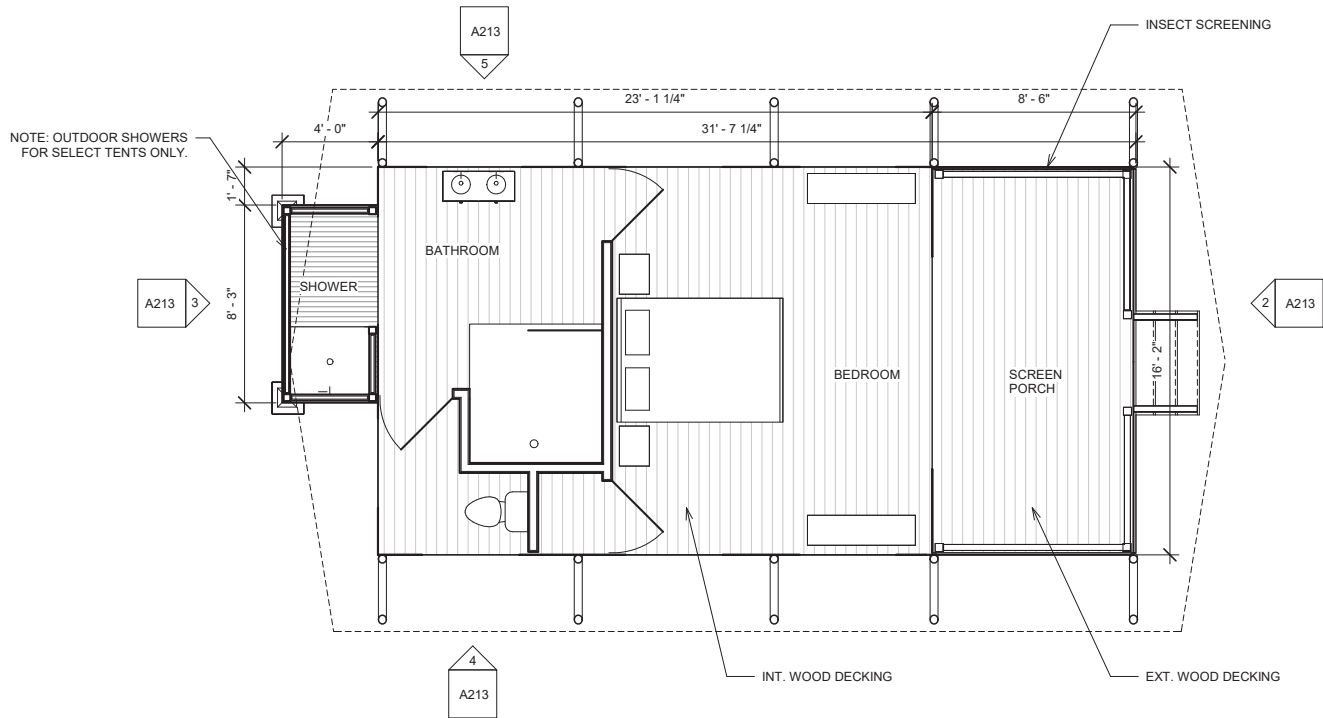 A213
5
INSECT SCREENING
23' - 1 1/4"
8' - 6"
4' - 0"
31' - 7 1/4"
NOTE: OUTDOOR SHOWERS
FOR SELECT TENTS ONLY.
1' - 7"
BATHROOM
SHOWER
A213
3
2
A213
8' - 3"
16' - 2"
BEDROOM
SCREEN
PORCH
4
A213
INT. WOOD DECKING
EXT. WOOD DECKING